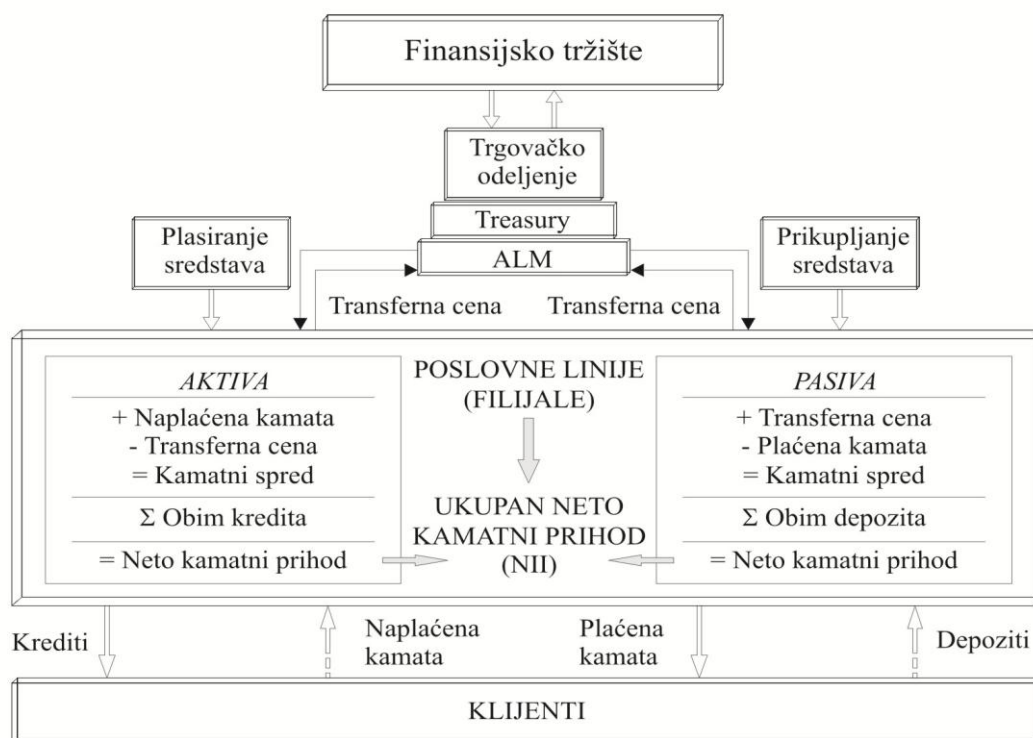 Finansijsko tržište
Trgovačko
odeljenje
Treasury
ALM
Plasiranje
sredstava
Prikupljanje
sredstava
Transferna cena
Transferna cena
AKTIVA
+ Naplaćena kamata
- Transferna cena
= Kamatni spred
Σ Obim kredita
= Neto kamatni prihod
POSLOVNE LINIJE
(FILIJALE)
UKUPAN NETO
KAMATNI PRIHOD
(NII)
PASIVA
+ Transferna cena
- Plaćena kamata
= Kamatni spred
Σ Obim depozita
= Neto kamatni prihod
Krediti
Naplaćena
kamata
Plaćena
kamata
Depoziti
KLIJENTI